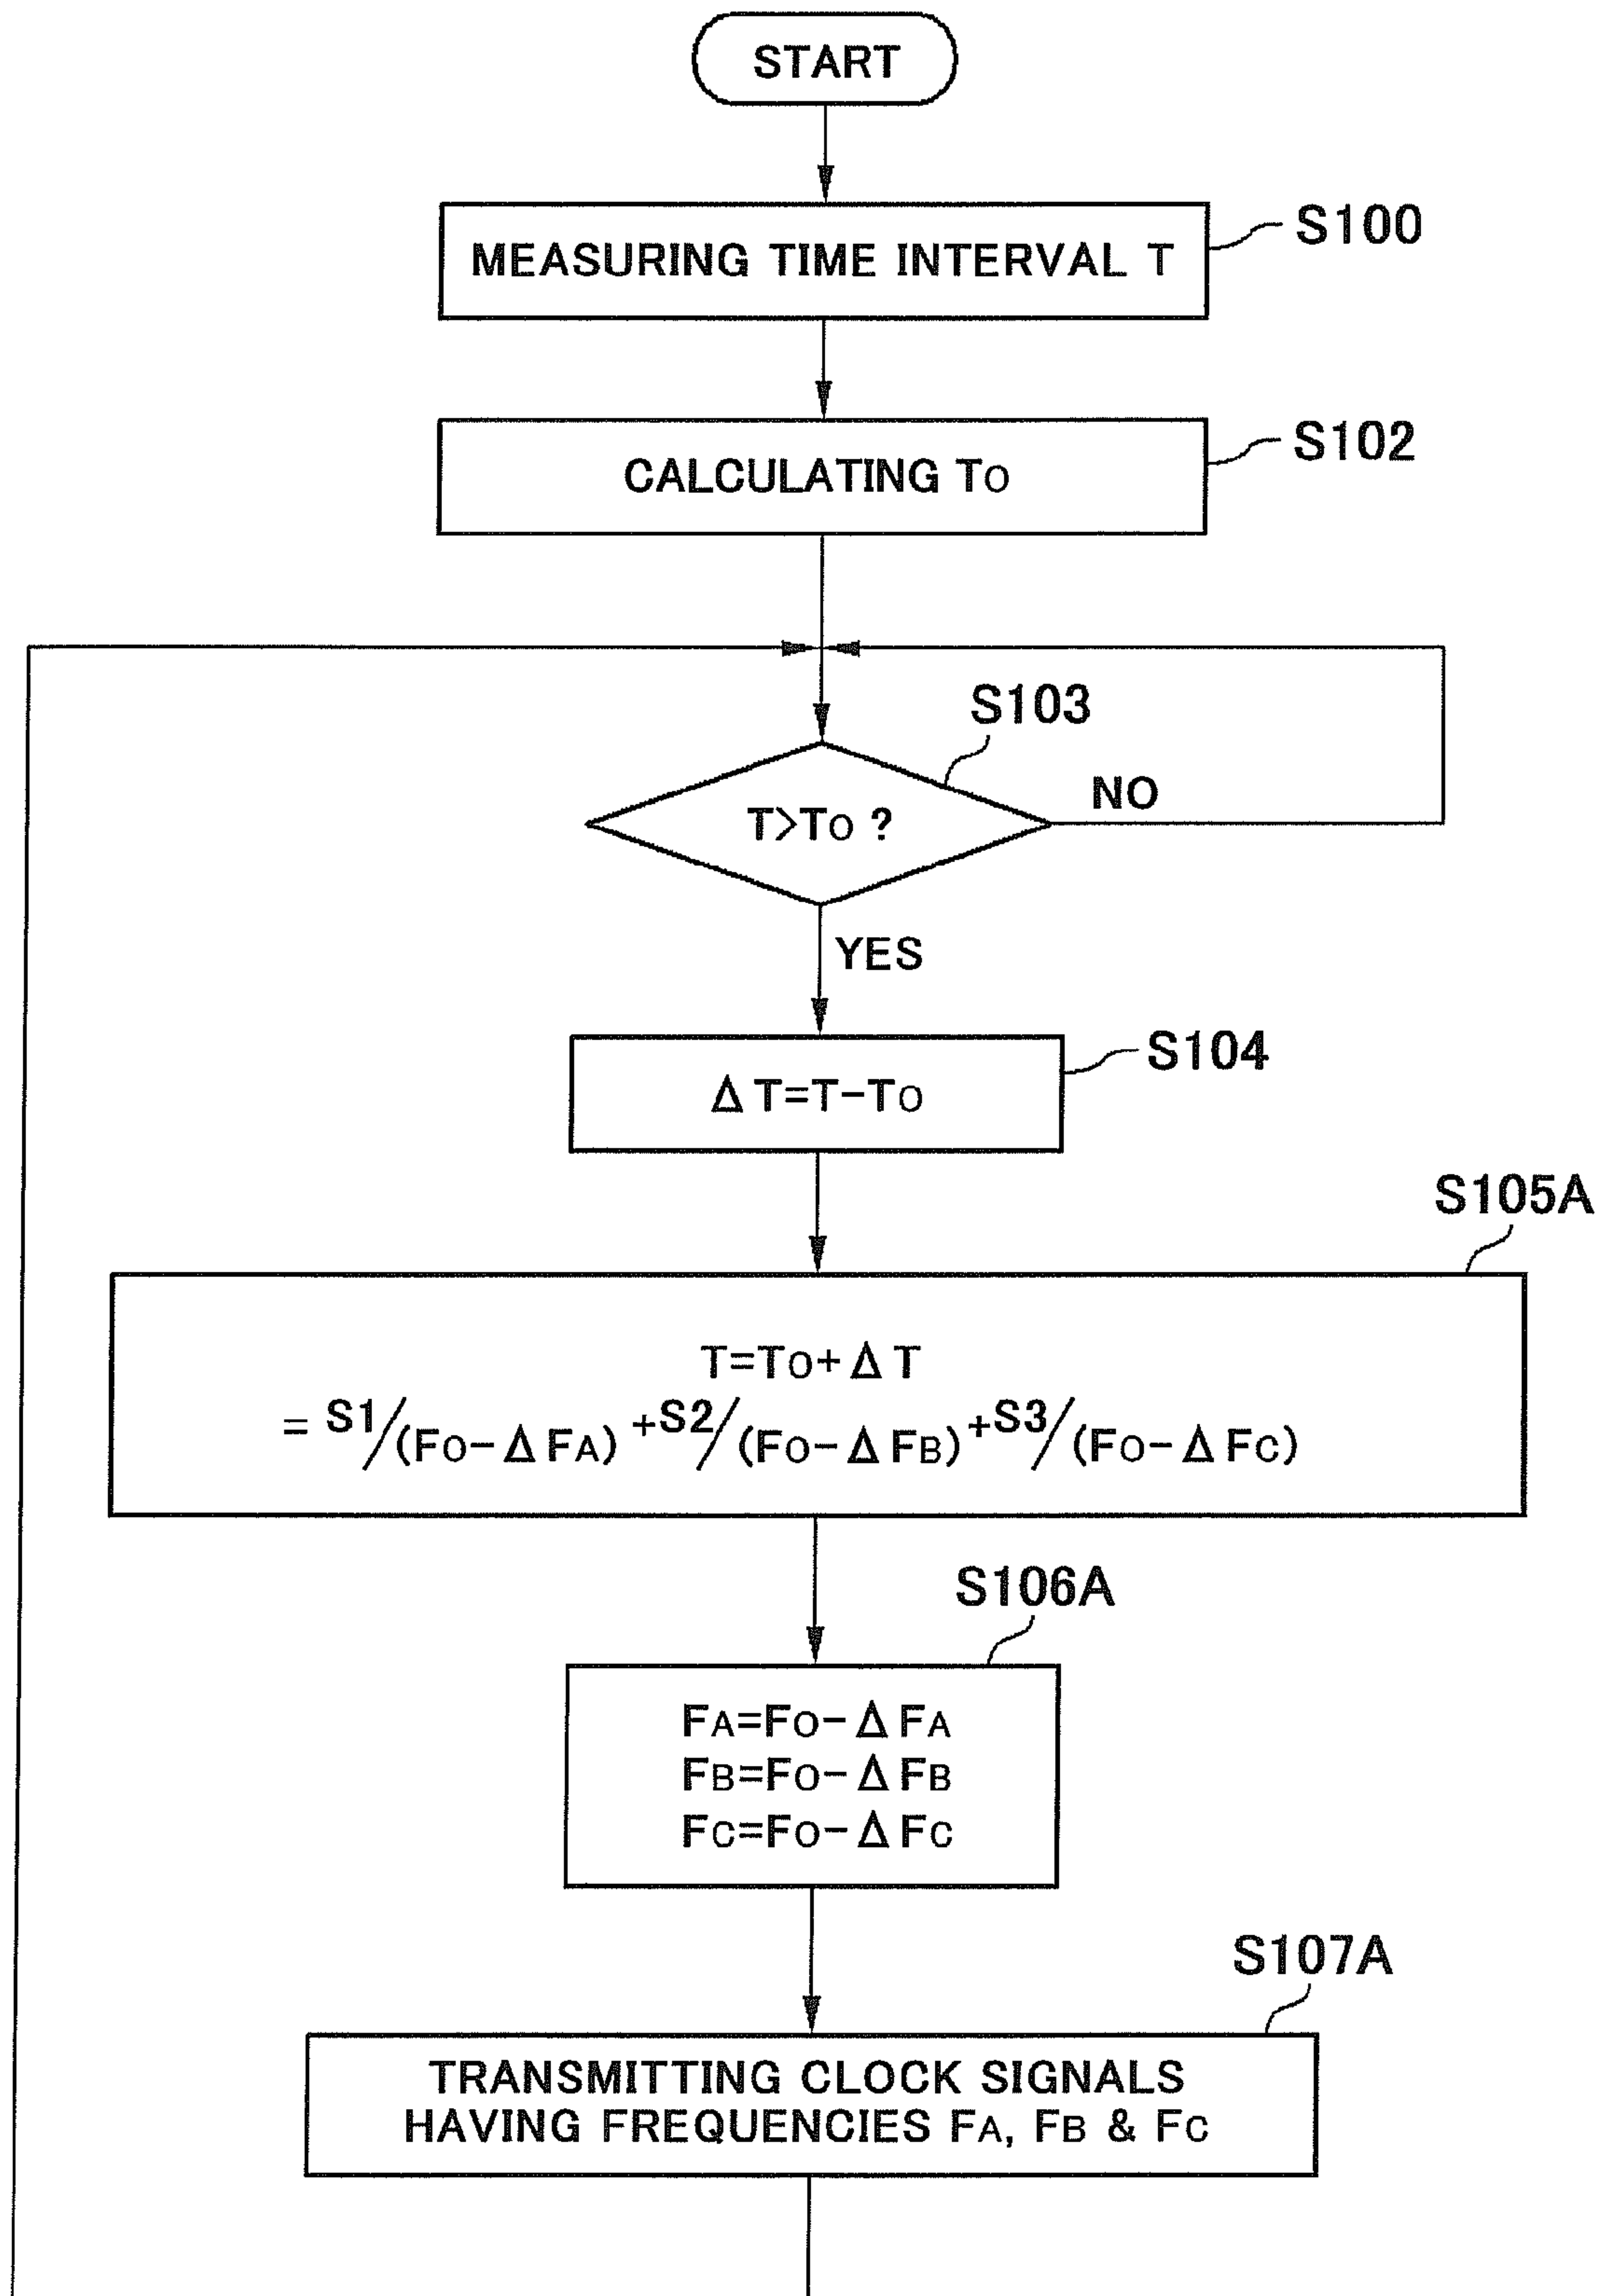 START
MEASURING TIME INTERVAL T
S100
CALCULATING TO
S102
S103
T>TO ?
NO
YES
ΔT=T-TO
S104
S105A
T=TO+ΔT
= S1/(FO-ΔFA) +S2/(FO-ΔFB) +S3/(FO-ΔFC)
S106A
FA=FO-ΔFA
FB=FO-ΔFB
FC=FO-ΔFC
S107A
TRANSMITTING CLOCK SIGNALS
HAVING FREQUENCIES FA, FB & FC